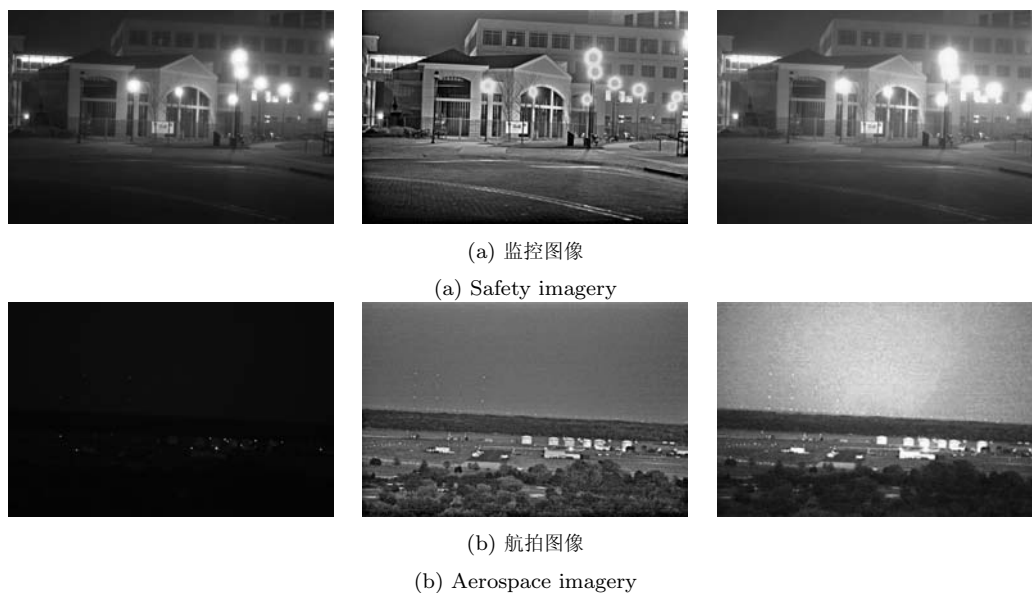 (a) 监控图像
(a) Safety imagery
(b) 航拍图像
(b) Aerospace imagery